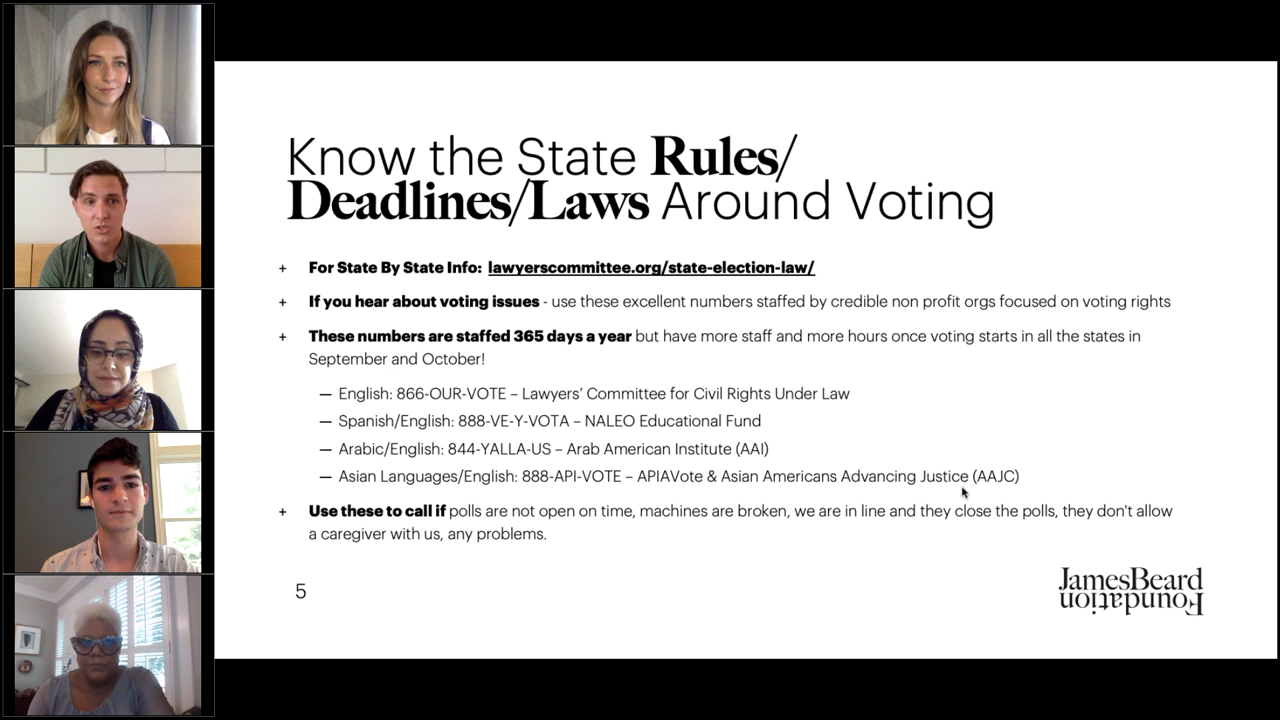 Know the State Rules/
Deadlines/Laws Around Voting
+ For State By State Info: lawyerscommittee.org/state-election-law/
+ If you hear about voting issues - use these excellent numbers staffed by credible non profit orgs focused on voting rights
+ These numbers are staffed 365 days a year but have more staff and more hours once voting starts in all the states in
September and October!
— English: 866-OUR-VOTE – Lawyers’ Committee for Civil Rights Under Law
— Spanish/English: 888-VE-Y-VOTA – NALEO Educational Fund
— Arabic/English: 844-YALLA-US – Arab American Institute (AAI)
— Asian Languages/English: 888-API-VOTE – APIAVote & Asian Americans Advancing Justice (AAJC)
+ Use these to call if polls are not open on time, machines are broken, we are in line and they close the polls, they don't allow
a caregiver with us, any problems.
5
JamesBeard
Foundation